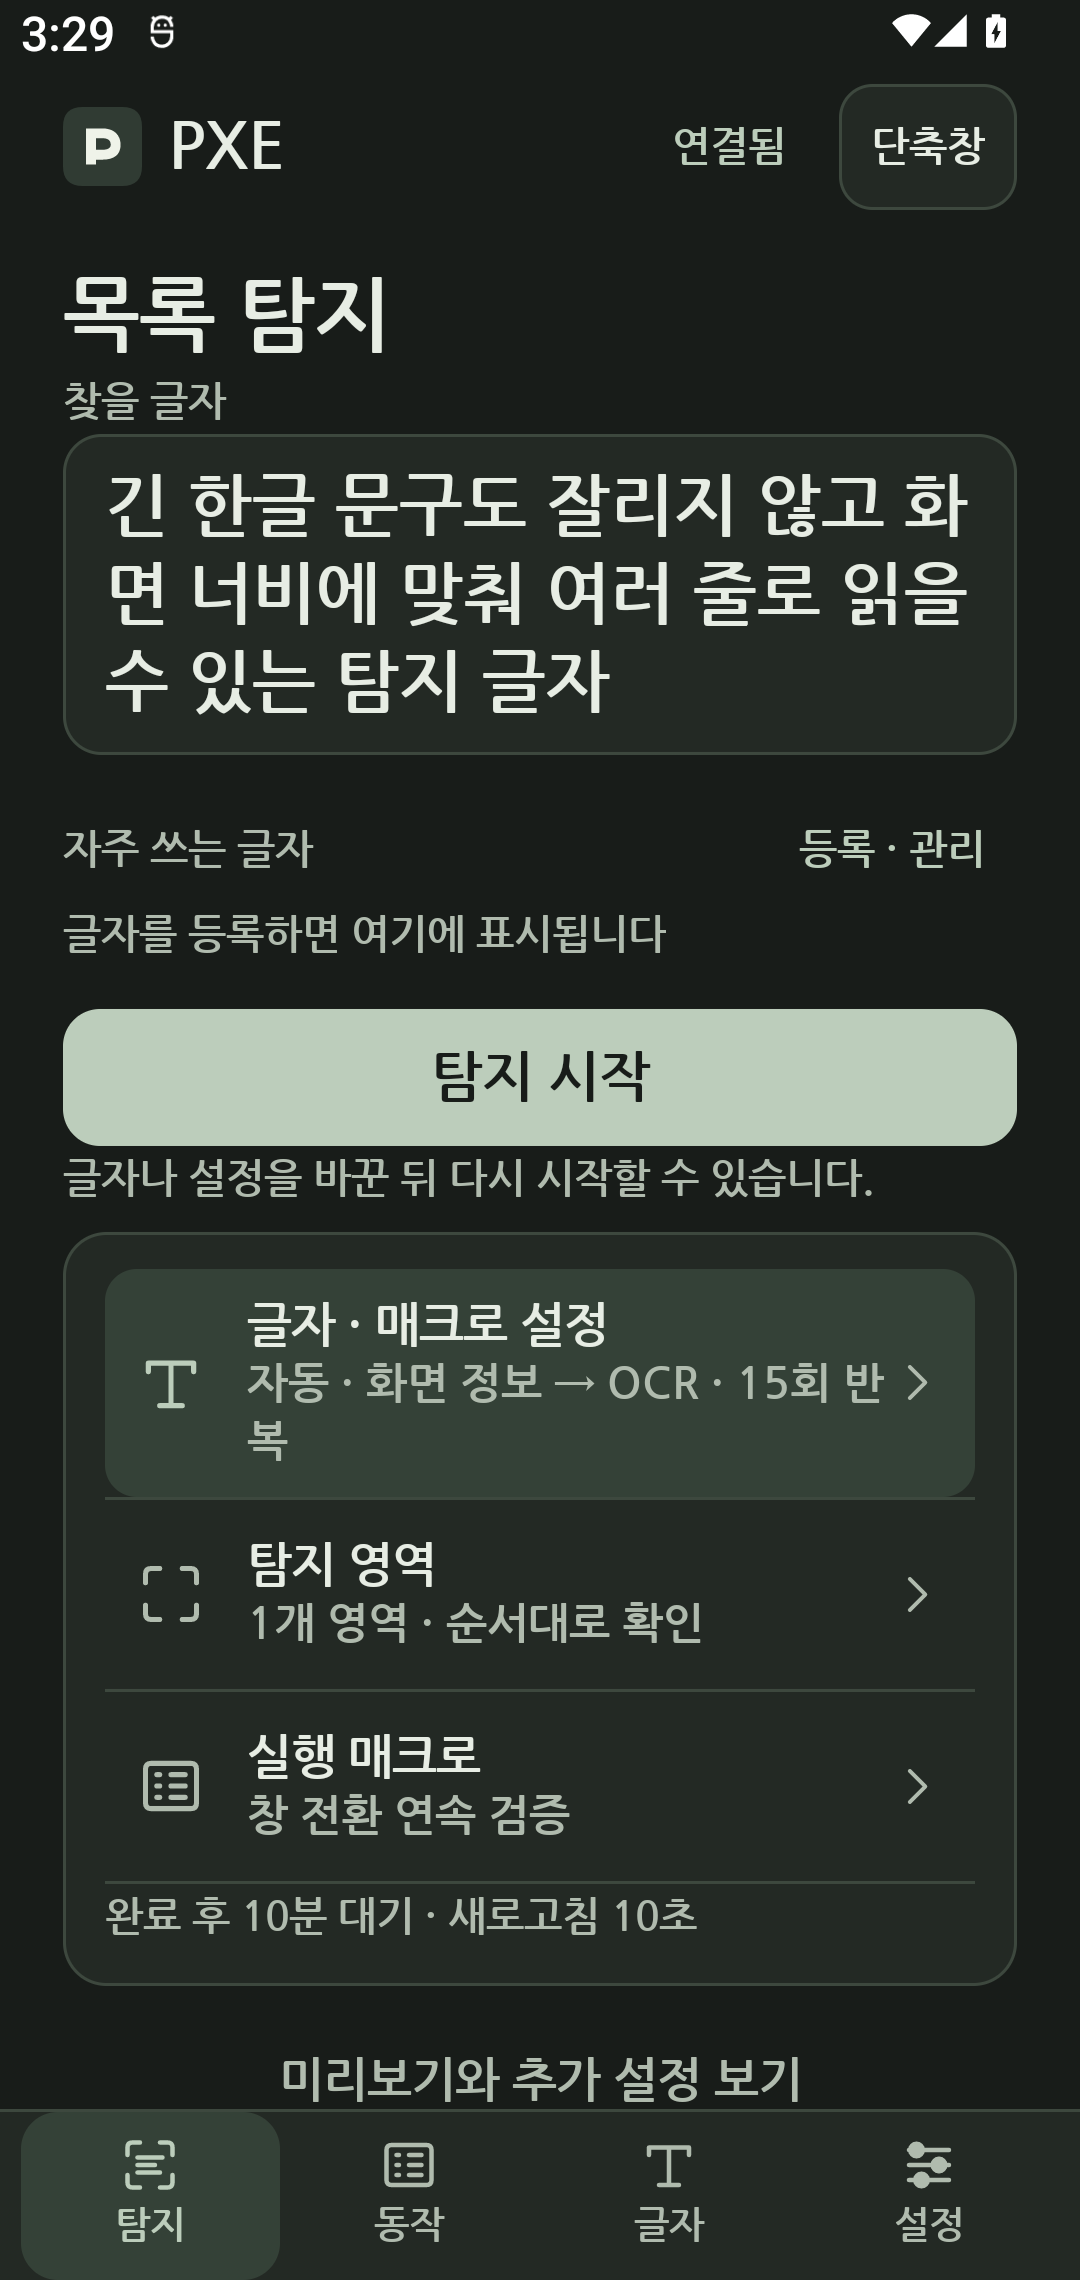 3:29
PXE
연결됨
단축창
목록 탐지
찾을 글자
긴 한글 문구도 잘리지 않고 화
면 너비에 맞춰 여러 줄로 읽을
수 있는 탐지 글자
자주 쓰는 글자
등록 · 관리
글자를 등록하면 여기에 표시됩니다
탐지 시작
글자나 설정을 바꾼 뒤 다시 시작할 수 있습니다.
글자 · 매크로 설정
자동 · 화면 정보 → OCR · 15회 반
복
탐지 영역
1개 영역 · 순서대로 확인
실행 매크로
창 전환 연속 검증
완료 후 10분 대기 · 새로고침 10초
미리보기와 추가 설정 보기
탐지
동작
글자
설정